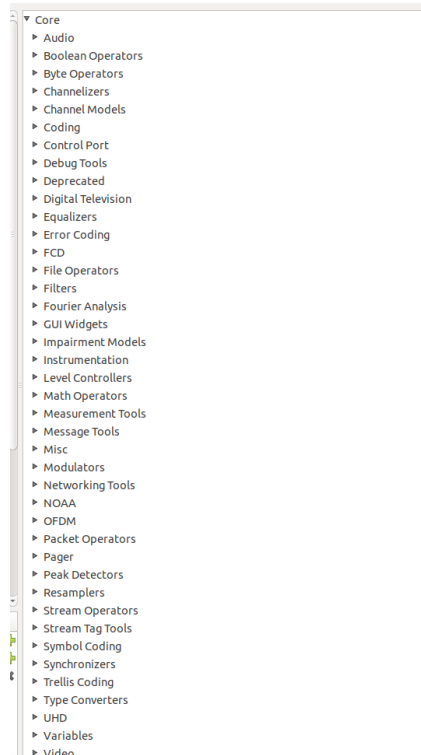 Core
Audio
Boolean Operators
Byte Operators
Channelizers
Channel Models
Coding
Control Port
Debug Tools
Deprecated
Digital Television
Equalizers
Error Coding
FCD
File Operators
Filters
Fourier Analysis
GUI Widgets
Impairment Models
Instrumentation
Level Controllers
Math Operators
Measurement Tools
Message Tools
Misc
Modulators
Networking Tools
NOAA
OFDM
Packet Operators
Pager
Peak Detectors
Resamplers
Stream Operators
Stream Tag Tools
Symbol Coding
Synchronizers
Trellis Coding
Type Converters
UHD
Variables
Video